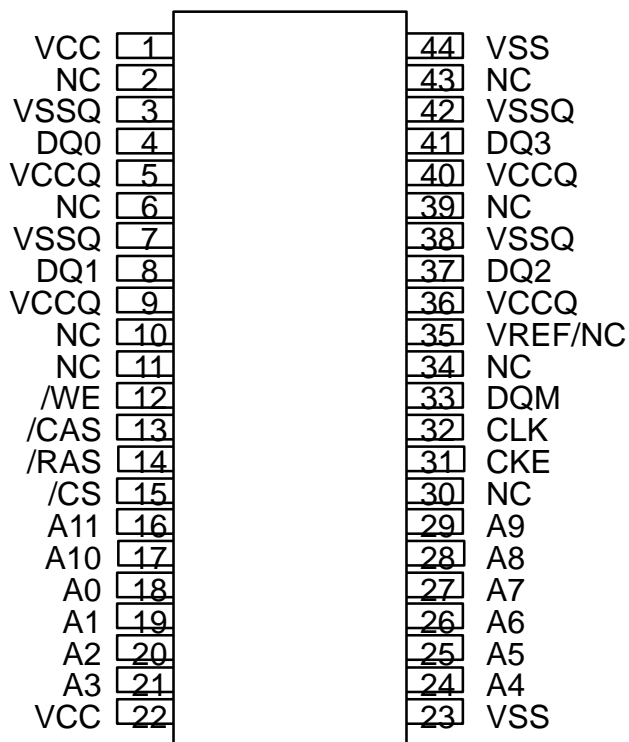 VCC 1 44 VSS
NC 2 43 NC
VSSQ 3 42 VSSQ
DQ0 4 41 DQ3
VCCQ 5 40 VCCQ
NC 6 39 NC
VSSQ 7 38 VSSQ
DQ1 8 37 DQ2
VCCQ 9 36 VCCQ
NC 10 35 VREF/NC
NC 11 34 NC
/WE 12 33 DQM
/CAS 13 32 CLK
/RAS 14 31 CKE
/CS 15 30 NC
A11 16 29 A9
A10 17 28 A8
A0 18 27 A7
A1 19 26 A6
A2 20 25 A5
A3 21 24 A4
VCC 22 23 VSS